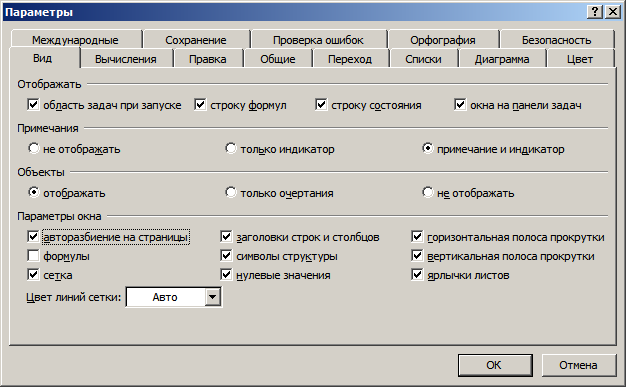 Параметры
Международные Сохранение Проверка ошибок Орфография Безопасность
Вид Вычисления Правка Общие Переход Списки Диаграмма Цвет
Отображать
область задач при запуске строку формул строку состояния окна на панели задач
Примечания
не отображать только индикатор примечание и индикатор
Объекты
отображать только очертания не отображать
Параметры окна
авторазбиение на страницы заголовки строк и столбцов горизонтальная полоса прокрутки
формулы символы структуры вертикальная полоса прокрутки
сетка нулевые значения ярлычки листов
Цвет линий сетки: Авто
OK Отмена